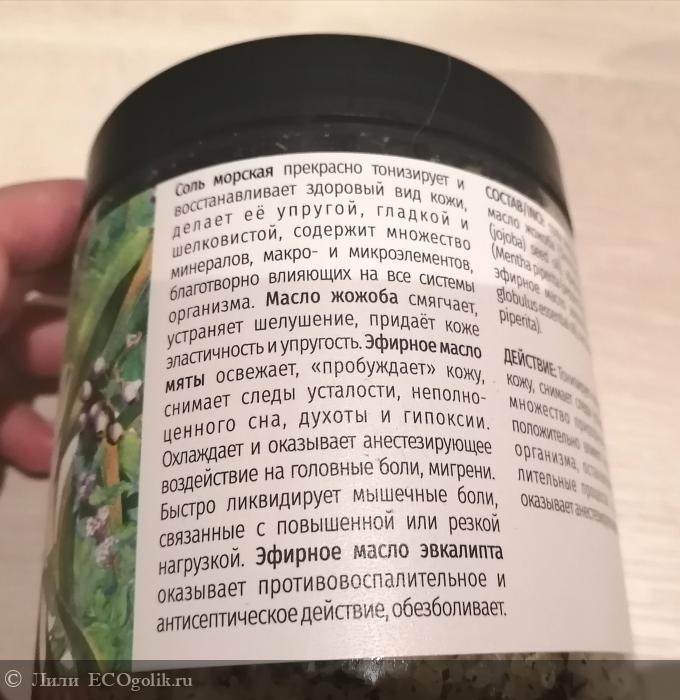 Соль морская прекрасно тонизирует и
восстанавливает здоровый вид кожи,
делает её упругой, гладкой и
шелковистой, содержит множество
минералов, макро- и микроэлементов,
благотворно влияющих на все системы
организма. Масло жожоба смягчает,
устраняет шелушение, придаёт коже
эластичность и упругость. Эфирное масло
мяты освежает, «пробуждает» кожу,
снимает следы усталости, неполно-
ценного сна, духоты и гипоксии.
Охлаждает и оказывает анестезирующее
воздействие на головные боли, мигрени.
Быстро ликвидирует мышечные боли,
связанные с повышенной или резкой
нагрузкой. Эфирное масло эвкалипта
оказывает противовоспалительное и
антисептическое действие, обезболивает.
СОСТАВ/INCI:
масло жожоба
(jojoba) seed oil,
(Mentha piperita
эфирное масло
globulus essential
piperita).
ДЕЙСТВИЕ:
кожу, снимает
множество
положительно
организма,
лительные
оказывает
© Лили ECOgolik.ru